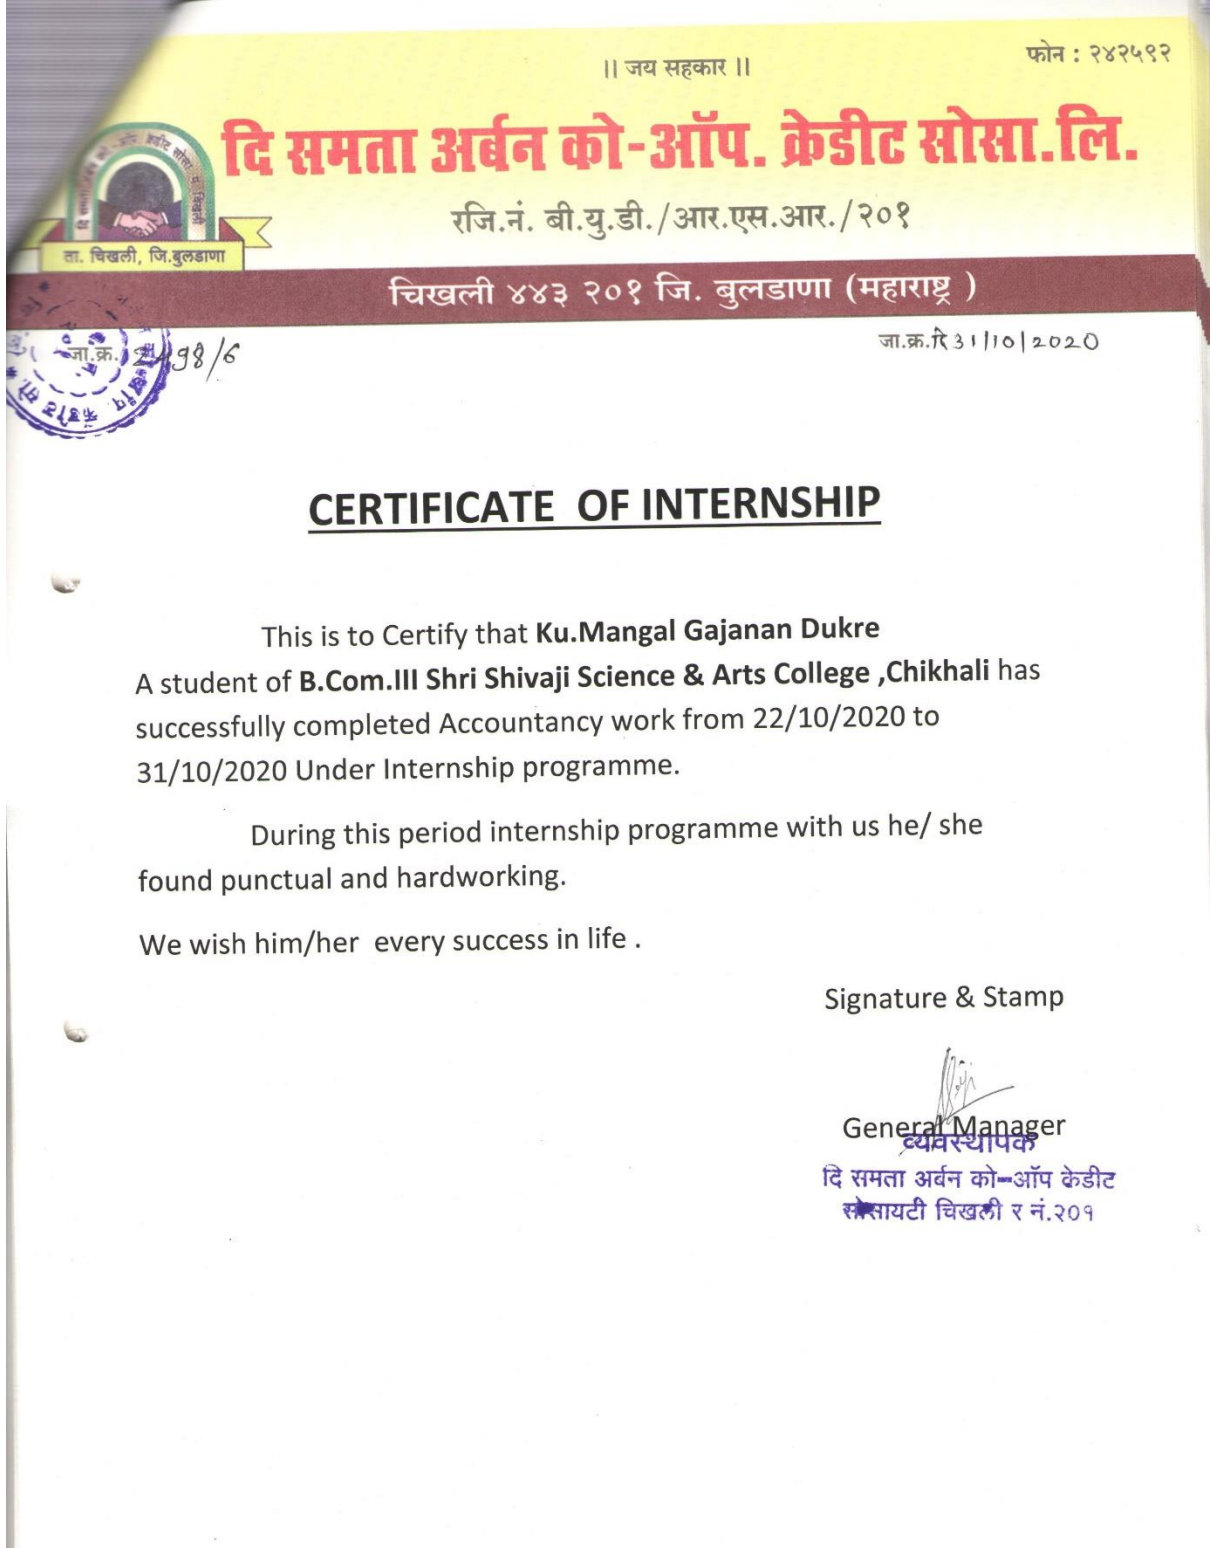 || जय सहकार ||
फोन : २४२५९२
दि समता अर्बन को-ऑप. क्रेडीट सोसा.लि.
रजि.नं. बी.यु.डी./आर.एस.आर./२०१
ता. चिखली, जि.बुलडाणा
चिखली ४४३ २०१ जि. बुलडाणा (महाराष्ट्र )
जा.क्र.
जा.क्र.दि 31/10/2020
CERTIFICATE OF INTERNSHIP
This is to Certify that Ku.Mangal Gajanan Dukre
A student of B.Com.III Shri Shivaji Science & Arts College ,Chikhali has
successfully completed Accountancy work from 22/10/2020 to
31/10/2020 Under Internship programme.
During this period internship programme with us he/ she
found punctual and hardworking.
We wish him/her every success in life .
Signature & Stamp
General Manager
व्यवस्थापक
दि समता अर्बन को-ऑप केडीट
सोसायटी चिखली र नं.२०१